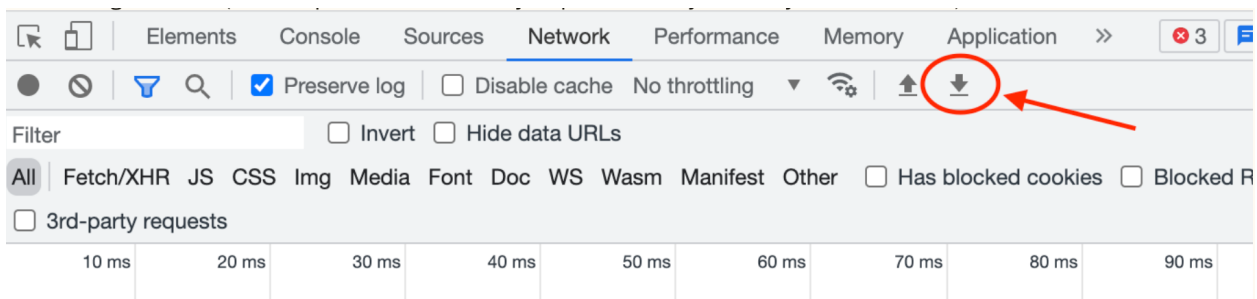 Elements Console Sources Network Performance Memory Application 3
Preserve log Disable cache No throttling
Filter Invert Hide data URLs
All Fetch/XHR JS CSS Img Media Font Doc WS Wasm Manifest Other Has blocked cookies Blocked R
3rd-party requests
10 ms 20 ms 30 ms 40 ms 50 ms 60 ms 70 ms 80 ms 90 ms